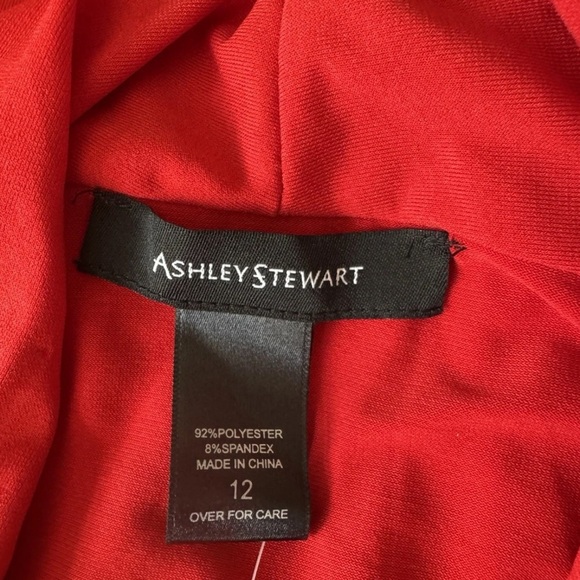 ASHLEY STEWART
92%POLYESTER
8%SPANDEX
MADE IN CHINA
12
OVER FOR CARE